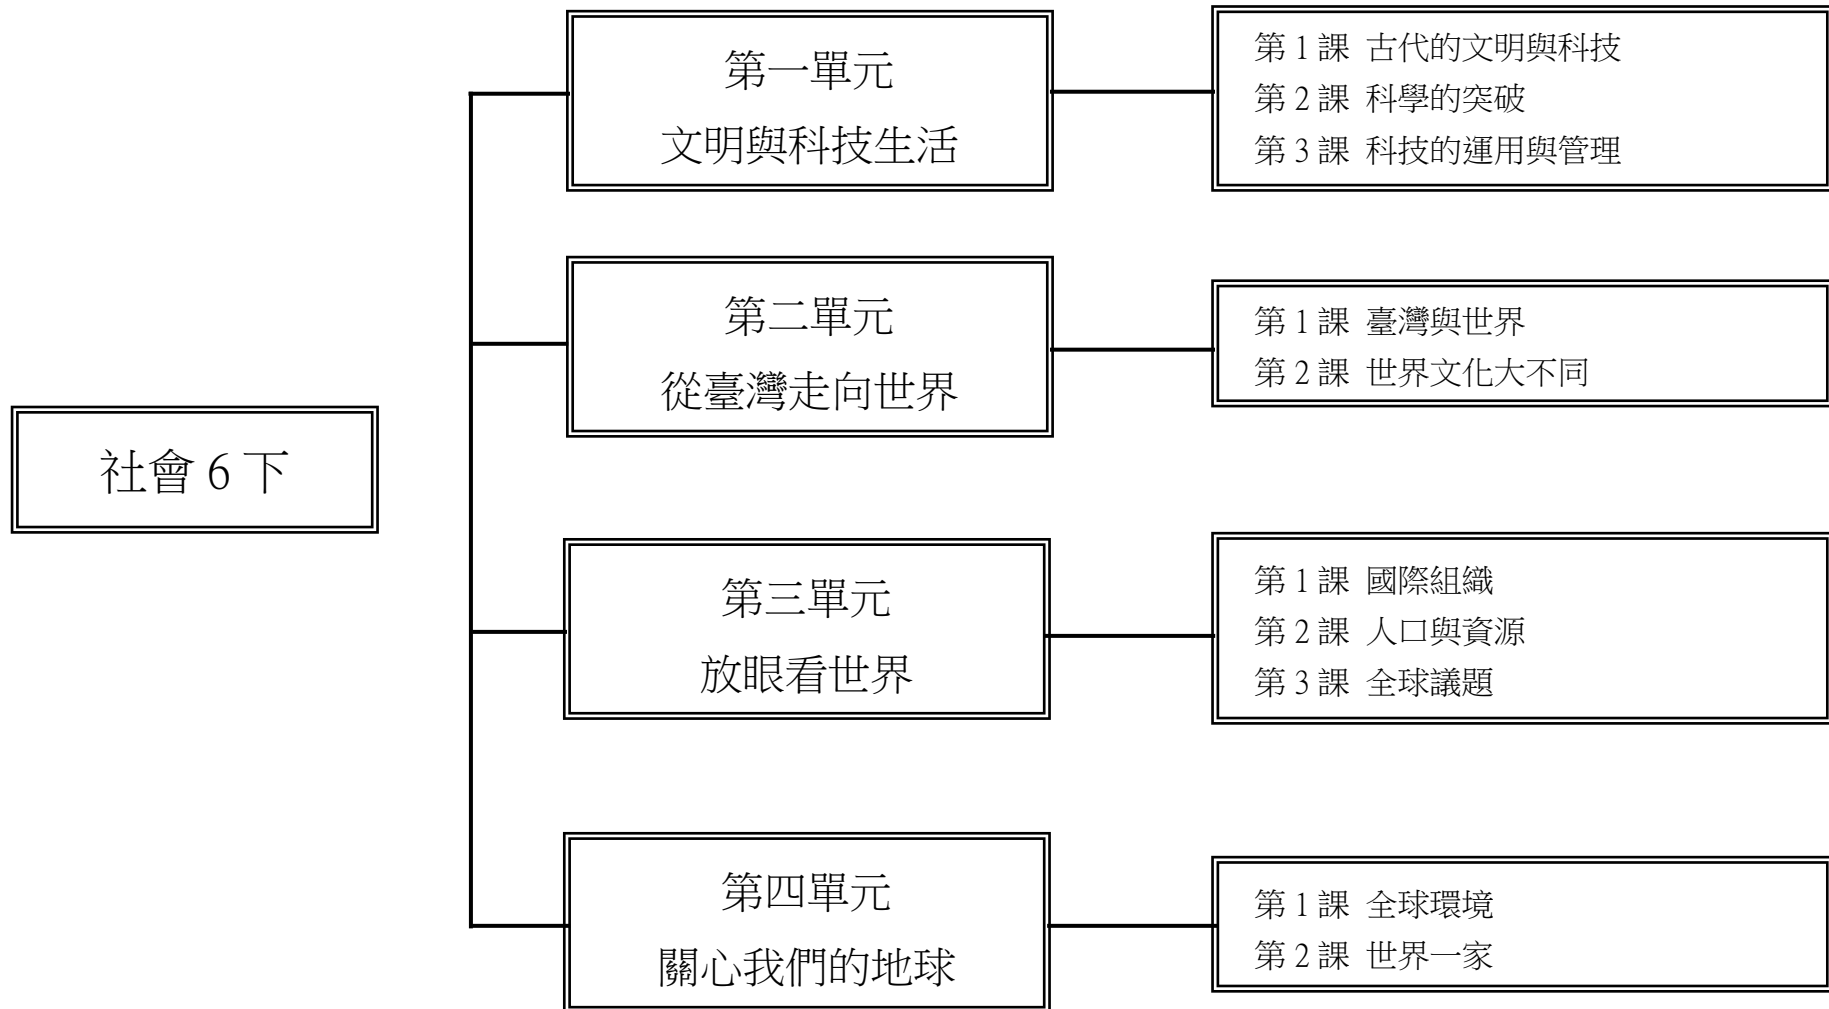 社會 6 下
第一單元
文明與科技生活
第 1 課 古代的文明與科技
第 2 課 科學的突破
第 3 課 科技的運用與管理
第二單元
從臺灣走向世界
第 1 課 臺灣與世界
第 2 課 世界文化大不同
第三單元
放眼看世界
第 1 課 國際組織
第 2 課 人口與資源
第 3 課 全球議題
第四單元
關心我們的地球
第 1 課 全球環境
第 2 課 世界一家